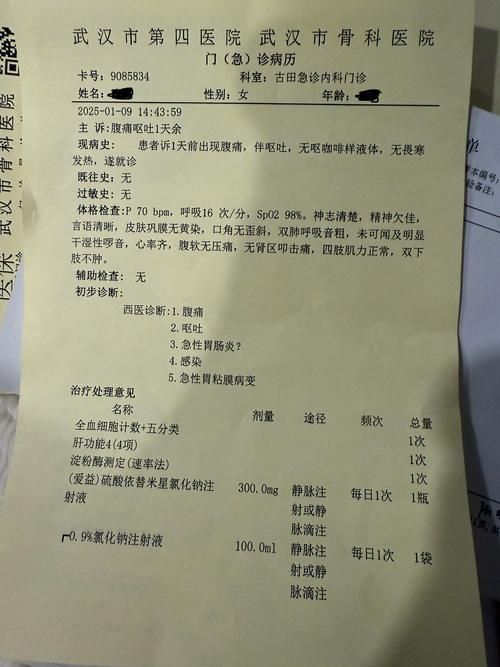 武汉市第四医院 武汉市骨科医院
门（急）诊病历
卡号：9085834 科室：古田急诊内科门诊
姓名： 性别：女 年龄：
2025-01-09 14:43:59
主 诉:腹痛呕吐1天余
现病史： 患者诉1天前出现腹痛，伴呕吐，无呕咖啡样液体，无畏寒
发热，遂就诊
既往史：无
过敏史：无
体格检查:P 70 bpm，呼吸16 次/分，SpO2 98%。神志清楚，精神欠佳，
言语清晰，皮肤巩膜无黄染，口角无歪斜，双肺呼吸音粗，未可闻及明显
干湿性啰音，心率齐，腹软无压痛，无肾区叩击痛，四肢肌力正常，双下
肢不肿。
辅助检查： 无
初步诊断:
西医诊断:1.腹痛
2.呕吐
3.急性胃肠炎？
4.感染
5.急性胃粘膜病变
治疗处理意见
名称 剂量 途径 频次 总量
全血细胞计数+五分类 1次
肝功能4(4项) 1次
淀粉酶测定(速率法) 1次
(爱益)硫酸依替米星氯化钠注 300.0mg 静脉注 每日1次 1瓶
射液 射或静
脉滴注
┏0.9%氯化钠注射液 100.0ml 静脉注 每日1次 1袋
射或静
脉滴注
武汉市骨科医院
医保
单
样本编号: